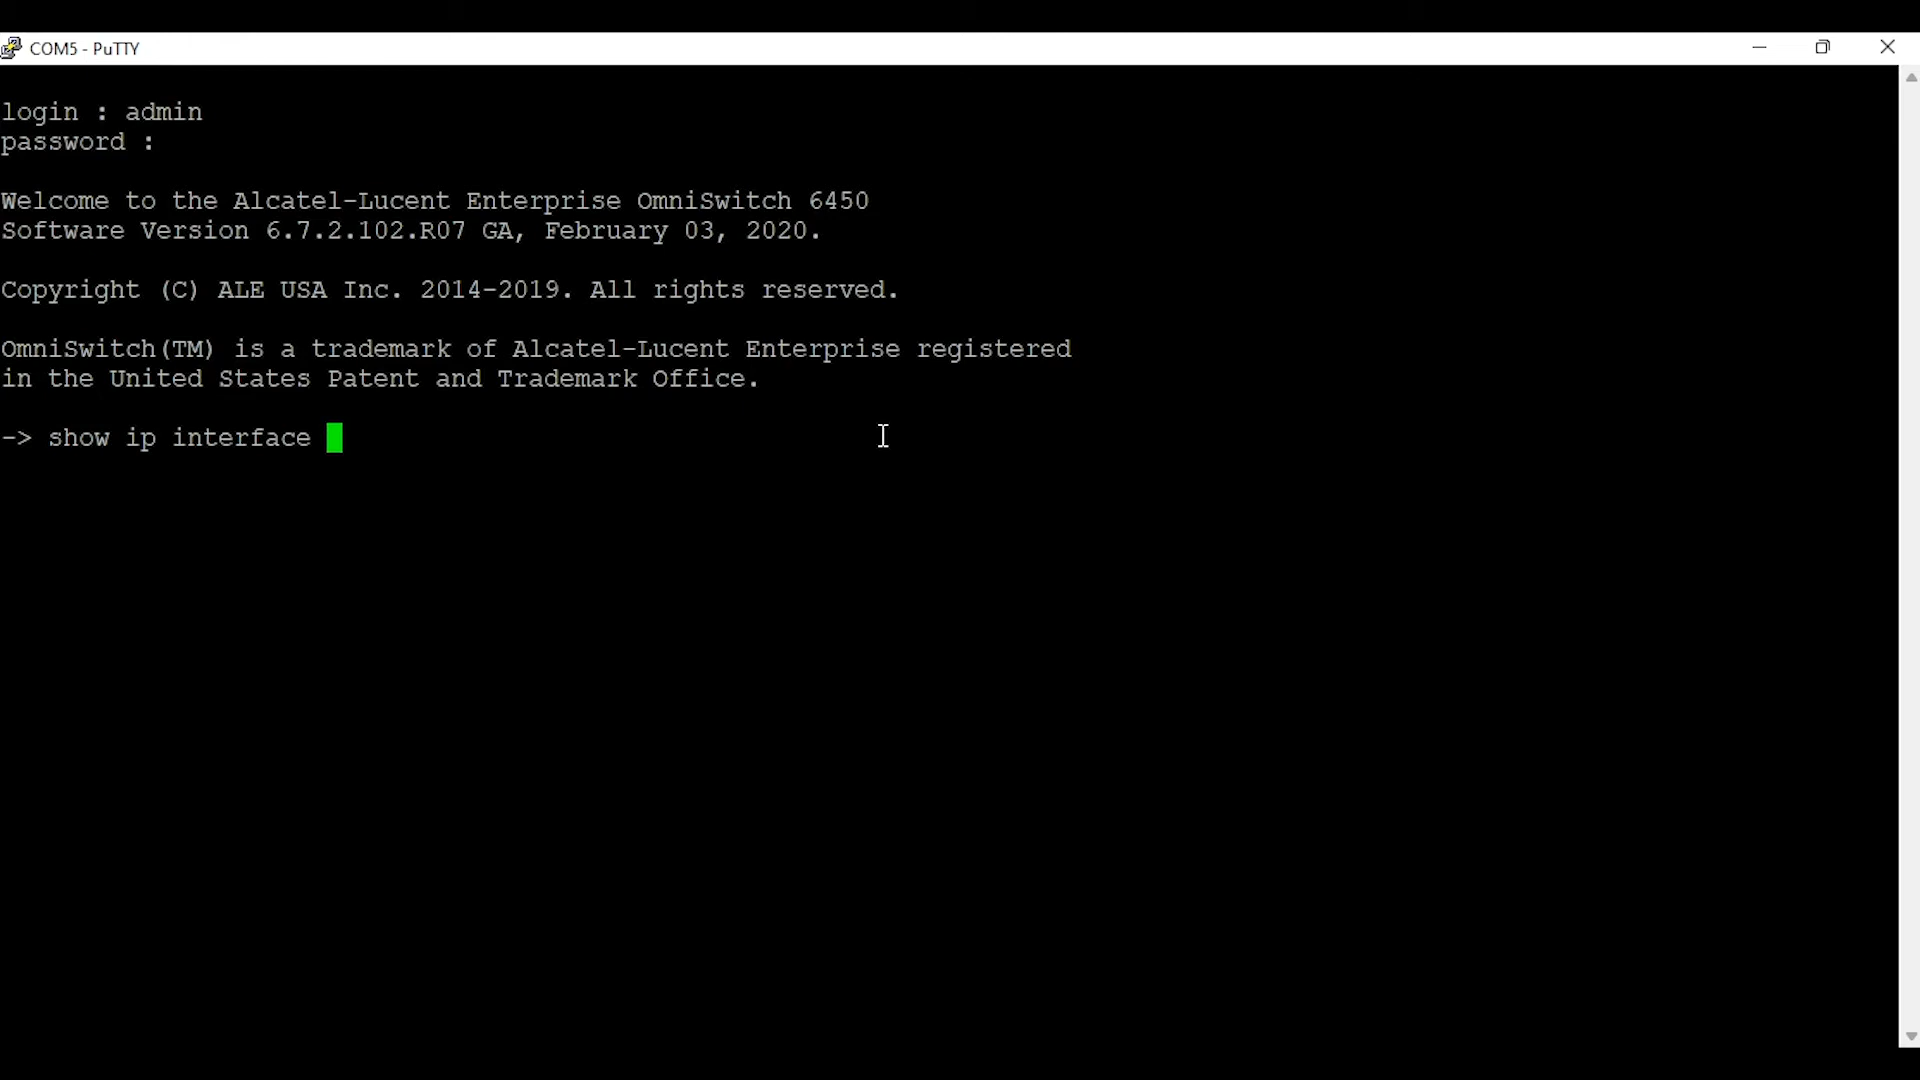 COM5 - PuTTY
login : admin
password :
Welcome to the Alcatel-Lucent Enterprise OmniSwitch 6450
Software Version 6.7.2.102.R07 GA, February 03, 2020.
Copyright (C) ALE USA Inc. 2014-2019. All rights reserved.
OmniSwitch(TM) is a trademark of Alcatel-Lucent Enterprise registered
in the United States Patent and Trademark Office.
-> show ip interface